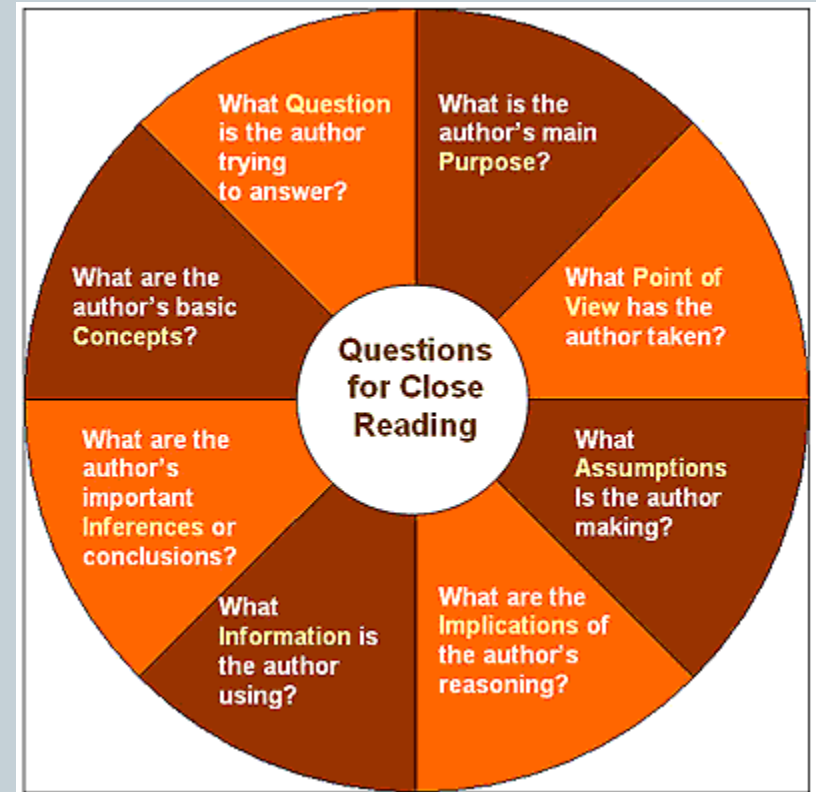 Questions
for Close
Reading
What is the
author's main
Purpose?
What Point of
View has the
author taken?
What
Assumptions
Is the author
making?
What are the
Implications of
the author's
reasoning?
What
Information is
the author
using?
What are the
author's
important
Inferences or
conclusions?
What are the
author's basic
Concepts?
What Question
is the author
trying
to answer?